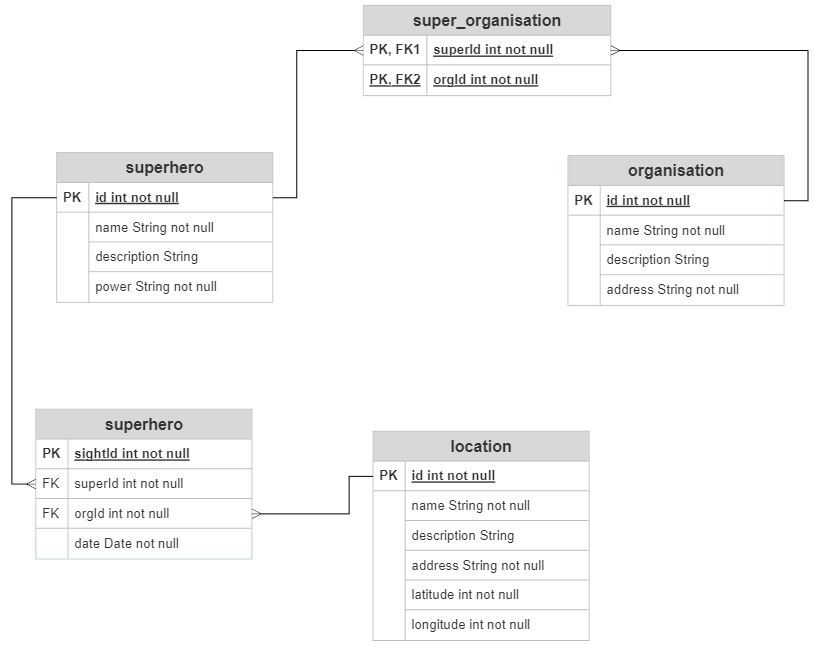 super_organisation
PK, FK1 superId int not null
PK, FK2 orgId int not null
superhero
PK id int not null
name String not null
description String
power String not null
organisation
PK id int not null
name String not null
description String
address String not null
superhero
PK sightId int not null
FK superId int not null
FK orgId int not null
date Date not null
location
PK id int not null
name String not null
description String
address String not null
latitude int not null
longitude int not null